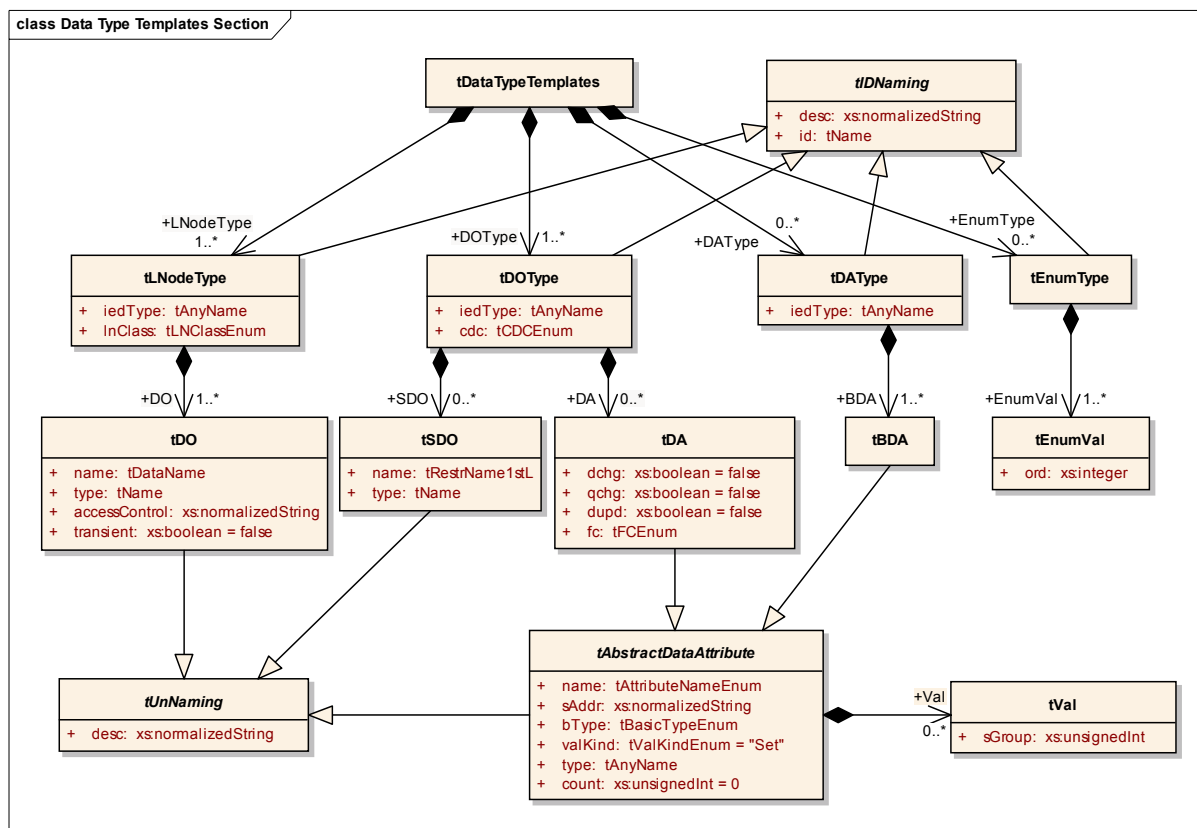 class Data Type Templates Section
tDataTypeTemplates
tIDNaming
+ desc: xs:normalizedString
+ id: tName
+LNodeType
1..*
+DOType
1..*
0..*
+DAType
+EnumType
0..*
tLNodeType
+ iedType: tAnyName
+ lnClass: tLNClassEnum
tDOType
+ iedType: tAnyName
+ cdc: tCDCEnum
tDAType
+ iedType: tAnyName
tEnumType
+DO
1..*
+SDO
0..*
+DA
0..*
+BDA
1..*
+EnumVal
1..*
tDO
+ name: tDataName
+ type: tName
+ accessControl: xs:normalizedString
+ transient: xs:boolean = false
tSDO
+ name: tRestrName1stL
+ type: tName
tDA
+ dchg: xs:boolean = false
+ qchg: xs:boolean = false
+ dupd: xs:boolean = false
+ fc: tFCEnum
tBDA
tEnumVal
+ ord: xs:integer
tUnNaming
+ desc: xs:normalizedString
tAbstractDataAttribute
+ name: tAttributeNameEnum
+ sAddr: xs:normalizedString
+ bType: tBasicTypeEnum
+ valKind: tValKindEnum = "Set"
+ type: tAnyName
+ count: xs:unsignedInt = 0
+Val
0..*
tVal
+ sGroup: xs:unsignedInt